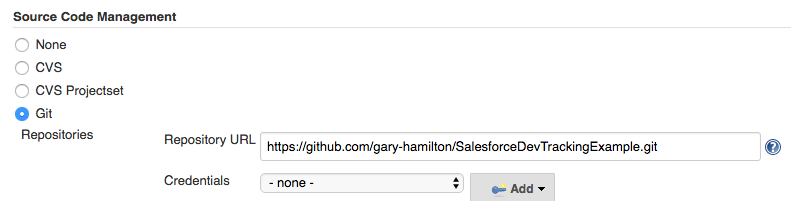 Source Code Management
None
CVS
CVS Projectset
Git
Repositories
Repository URL https://github.com/gary-hamilton/SalesforceDevTrackingExample.git ?
Credentials - none - Add